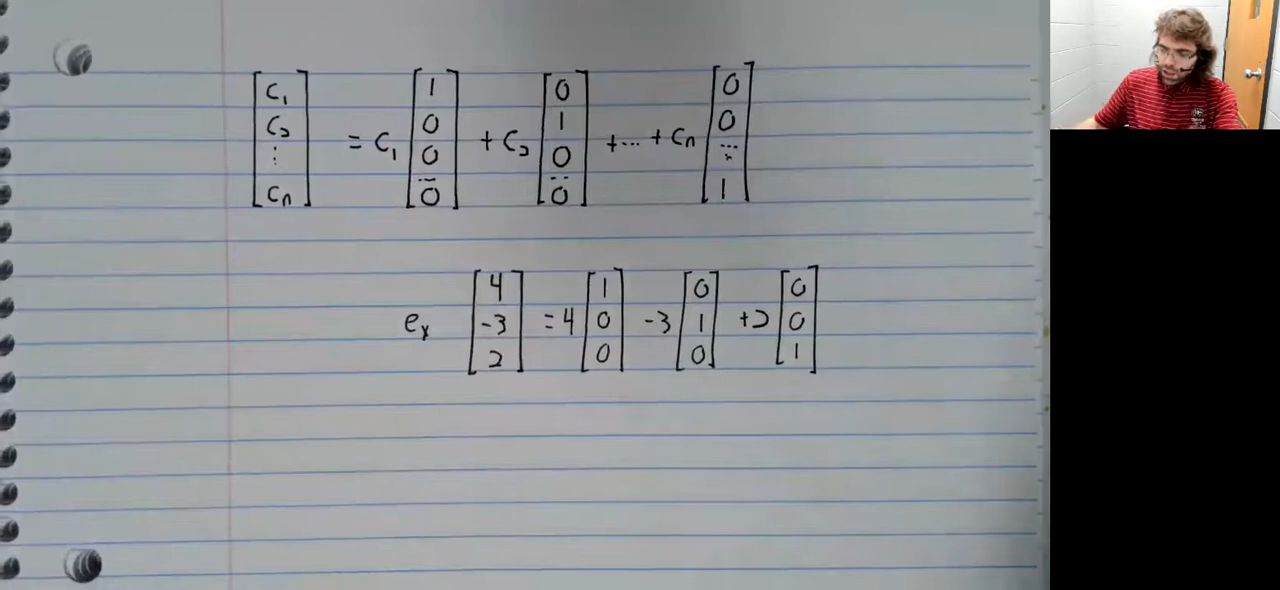 [c₁ c₂ ⋮ cₙ] = c₁ [1 0 0 ... 0] + c₂ [0 1 0 ... 0] + ... + cₙ [0 0 ⋮ 1]
ex [4 -3 2] = 4 [1 0 0] -3 [0 1 0] +2 [0 0 1]